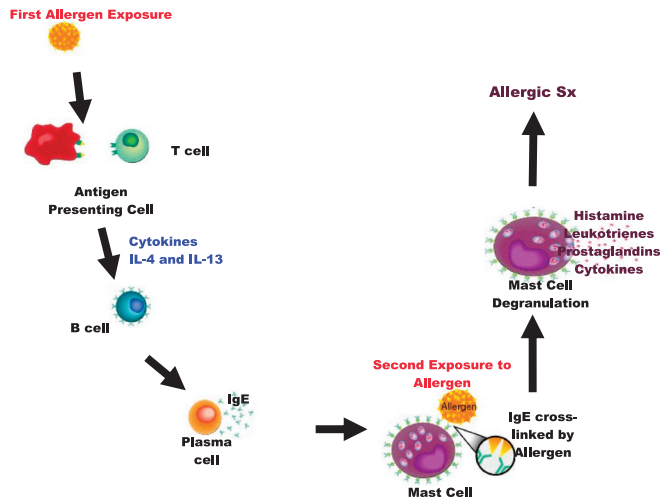 First Allergen Exposure
T cell
Antigen
Presenting Cell
Cytokines
IL-4 and IL-13
B cell
IgE
Plasma
cell
Second Exposure to
Allergen
Allergen
IgE cross-
linked by
Allergen
Mast Cell
Histamine
Leukotrienes
Prostaglandins
Cytokines
Mast Cell
Degranulation
Allergic Sx